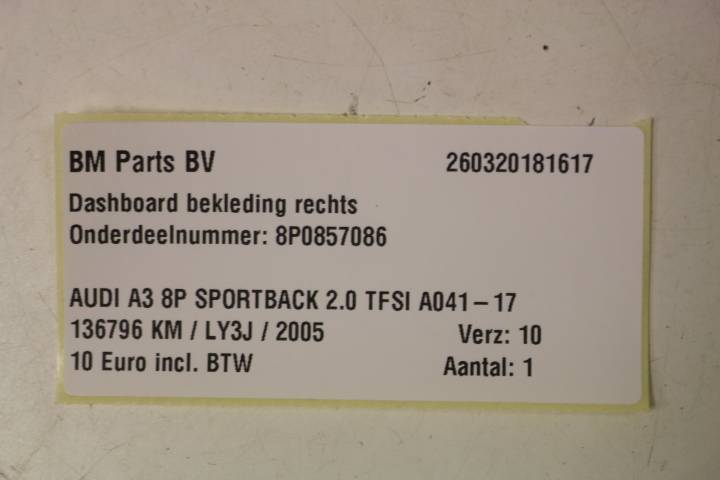 BM Parts BV 260320181617
Dashboard bekleding rechts
Onderdeelnummer: 8P0857086
AUDI A3 8P SPORTBACK 2.0 TFSI A041-17
136796 KM / LY3J / 2005 Verz: 10
10 Euro incl. BTW Aantal: 1